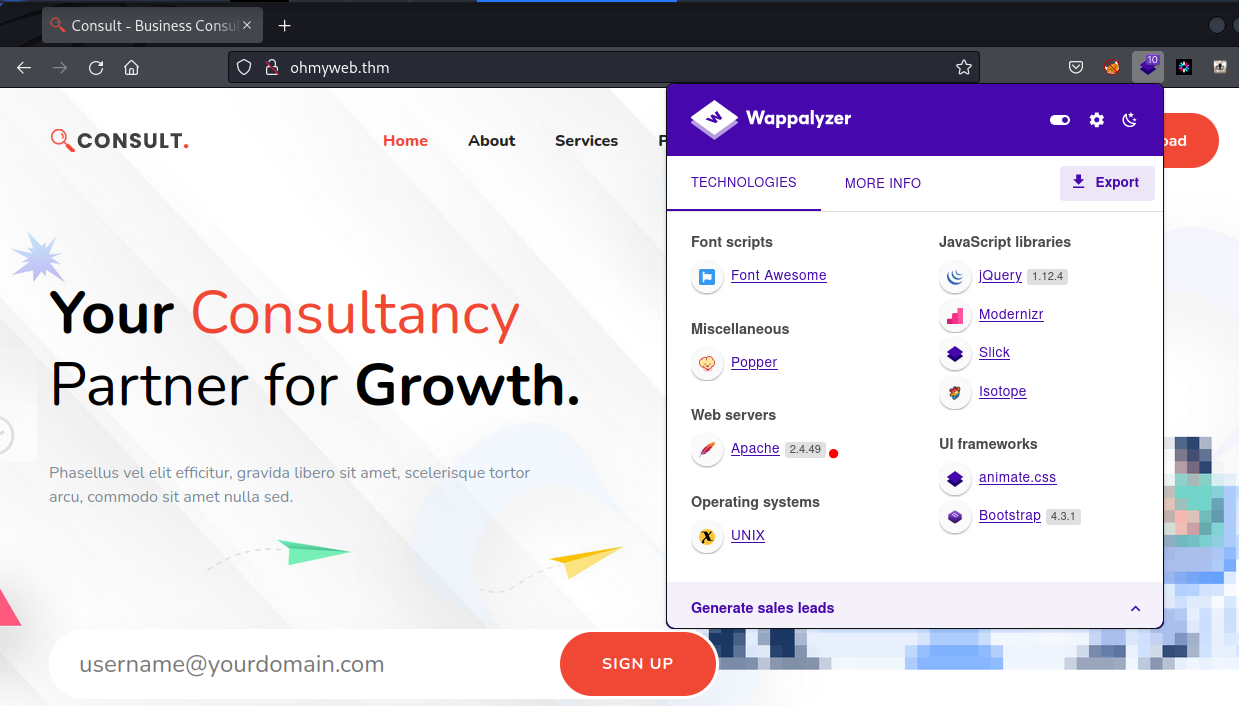 Consult - Business Consu
ohmyweb.thm
10
CONSULT.
Home About Services
Wappalyzer
TECHNOLOGIES MORE INFO Export
Font scripts
Font Awesome
Miscellaneous
Popper
Web servers
Apache 2.4.49
Operating systems
UNIX
JavaScript libraries
jQuery 1.12.4
Modernizr
Slick
Isotope
UI frameworks
animate.css
Bootstrap 4.3.1
Generate sales leads
Your Consultancy
Partner for Growth.
Phasellus vel elit efficitur, gravida libero sit amet, scelerisque tortor
arcu, commodo sit amet nulla sed.
username@yourdomain.com
SIGN UP